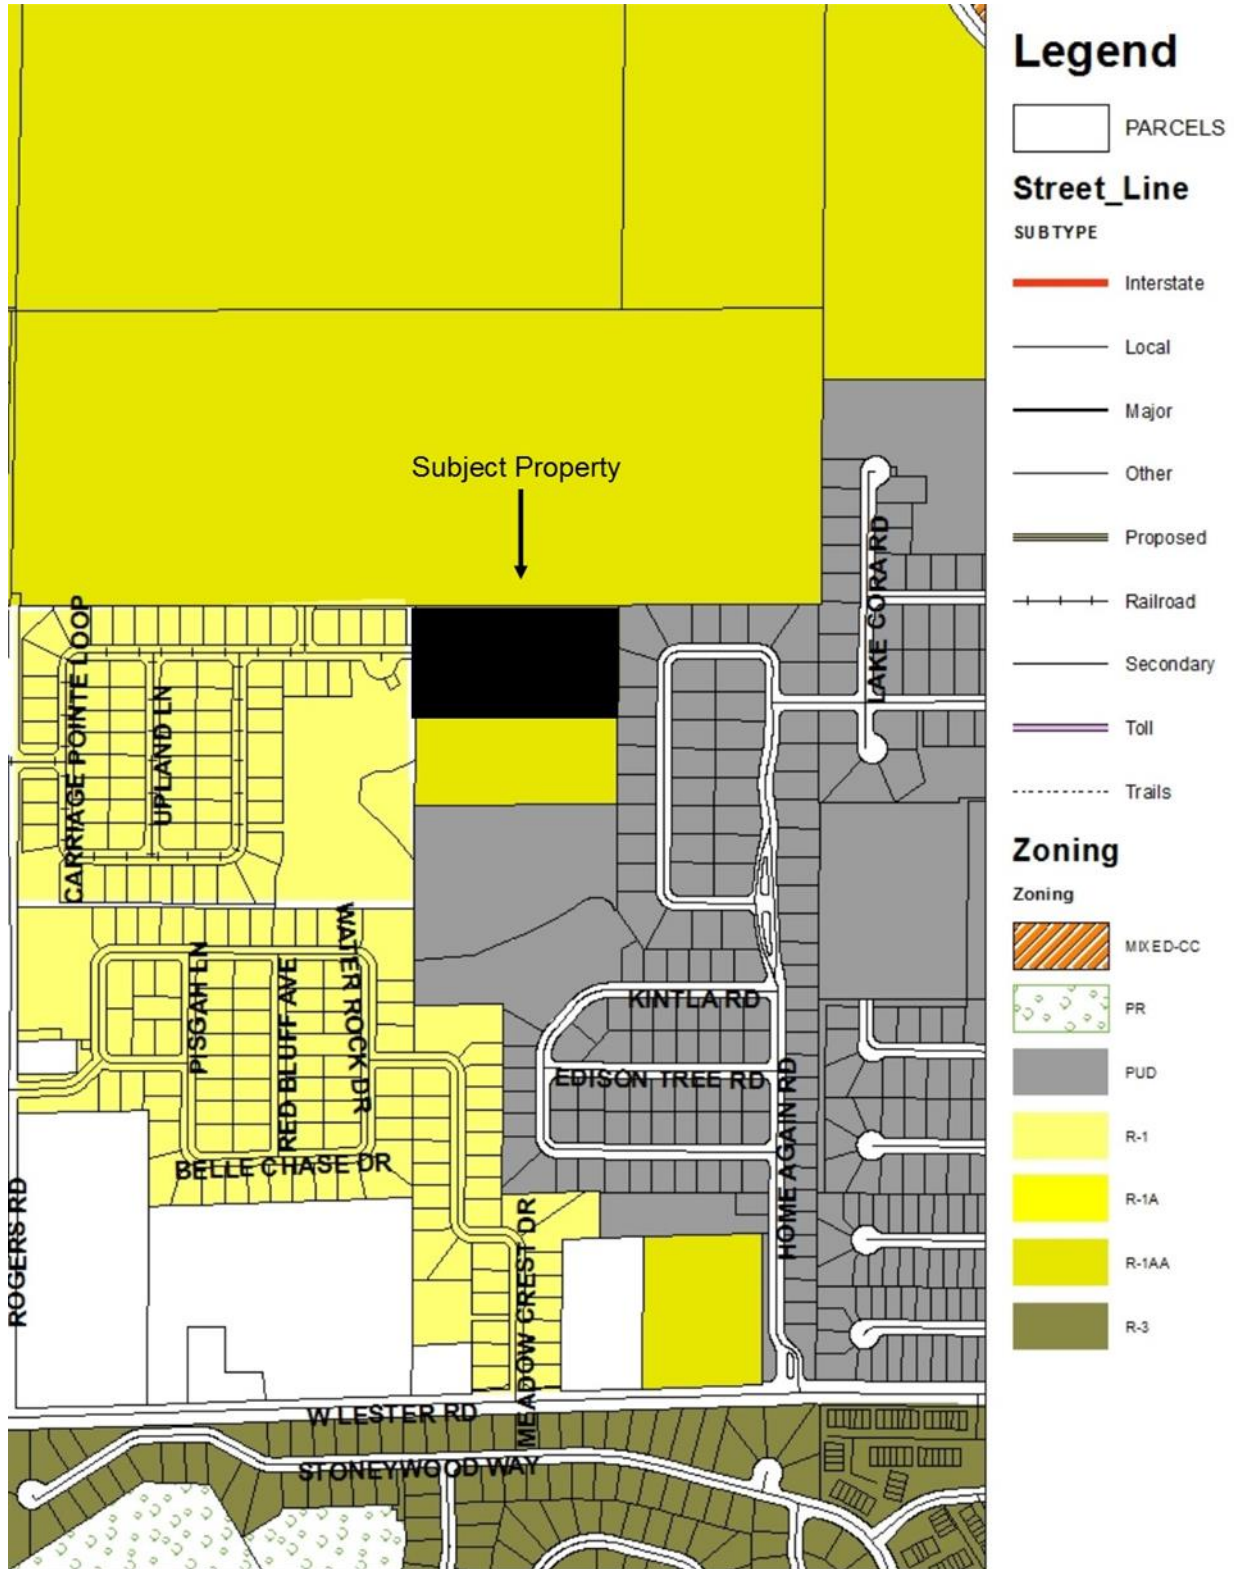 Subject Property
LAKE CORA RD
CARRIAGE POINTE LOOP
UPLAND LN
WATER ROCK DR
PISGAH LN
RED BLUFF AVE
KINTLA RD
EDISON TREE RD
BELLE CHASE DR
HOME AGAIN RD
ROGERS RD
MEADOW CREST DR
W LESTER RD
STONEYWOOD WAY
Legend
PARCELS
Street_Line
SUBTYPE
Interstate
Local
Major
Other
Proposed
Railroad
Secondary
Toll
Trails
Zoning
Zoning
MIXED-CC
PR
PUD
R-1
R-1A
R-1AA
R-3